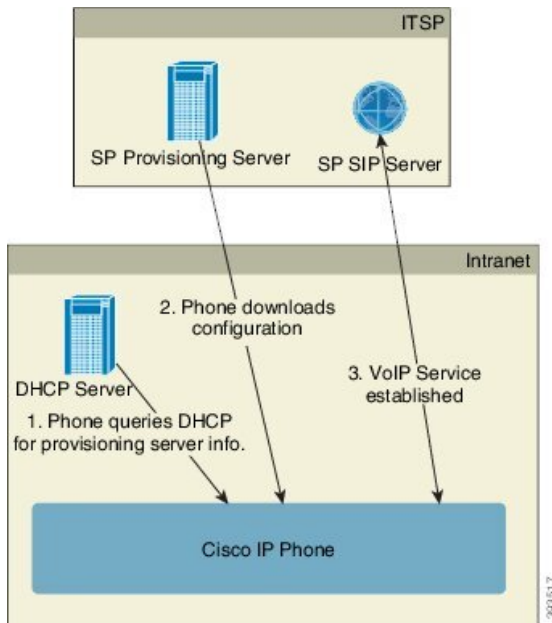 ITSP
SP Provisioning Server
SP SIP Server
Intranet
2. Phone downloads
configuration
DHCP Server
3. VoIP Service
established
1. Phone queries DHCP
for provisioning server info.
Cisco IP Phone
393517